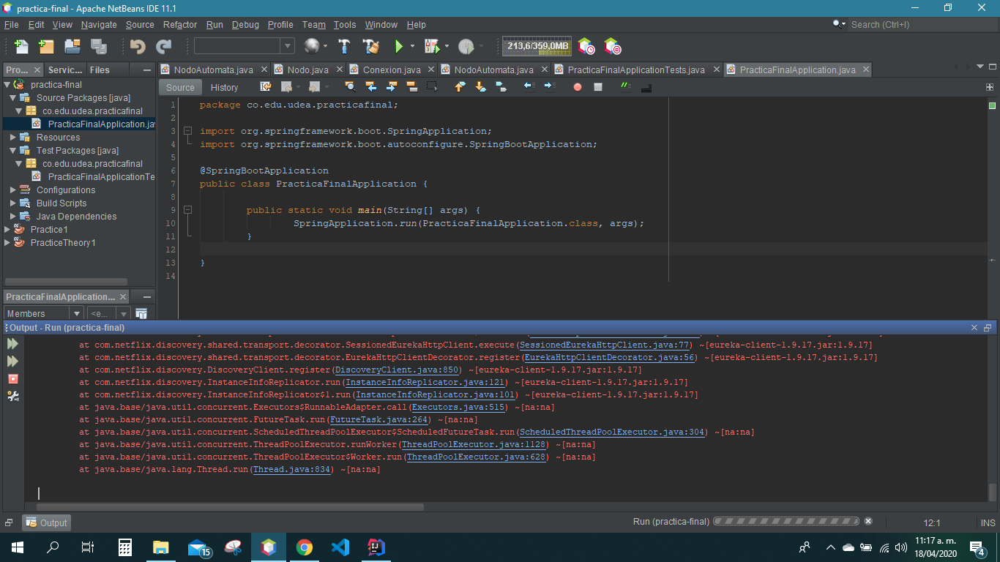 practica-final - Apache NetBeans IDE 11.1
File Edit View Navigate Source Refactor Run Debug Profile Team Tools Window Help
Search (Ctrl+I)
213,6/359,0MB
Pro... Servic... Files
NodoAutomata.java Nodo.java Conexion.java NodoAutomata.java PracticaFinalApplicationTests.java PracticaFinalApplication.java
Source History
practica-final
Source Packages [java]
co.edu.udea.practicafinal
PracticaFinalApplication.jav
Resources
Test Packages [java]
co.edu.udea.practicafinal
PracticaFinalApplicationTe
Configurations
Build Scripts
Java Dependencies
Practice1
PracticeTheory1
PracticaFinalApplication...
Members <e...
1 package co.edu.udea.practicafinal;
2
3 import org.springframework.boot.SpringApplication;
4 import org.springframework.boot.autoconfigure.SpringBootApplication;
5
6 @SpringBootApplication
7 public class PracticaFinalApplication {
8
9 public static void main(String[] args) {
10 SpringApplication.run(PracticaFinalApplication.class, args);
11 }
12
13 }
14
Output - Run (practica-final)
at com.netflix.discovery.shared.transport.decorator.SessionedEurekaHttpClient.execute(SessionedEurekaHttpClient.java:77) ~[eureka-client-1.9.17.jar:1.9.17]
at com.netflix.discovery.shared.transport.decorator.EurekaHttpClientDecorator.register(EurekaHttpClientDecorator.java:56) ~[eureka-client-1.9.17.jar:1.9.17]
at com.netflix.discovery.DiscoveryClient.register(DiscoveryClient.java:850) ~[eureka-client-1.9.17.jar:1.9.17]
at com.netflix.discovery.InstanceInfoReplicator.run(InstanceInfoReplicator.java:121) ~[eureka-client-1.9.17.jar:1.9.17]
at com.netflix.discovery.InstanceInfoReplicator$1.run(InstanceInfoReplicator.java:101) ~[eureka-client-1.9.17.jar:1.9.17]
at java.base/java.util.concurrent.Executors$RunnableAdapter.call(Executors.java:515) ~[na:na]
at java.base/java.util.concurrent.FutureTask.run(FutureTask.java:264) ~[na:na]
at java.base/java.util.concurrent.ScheduledThreadPoolExecutor$ScheduledFutureTask.run(ScheduledThreadPoolExecutor.java:304) ~[na:na]
at java.base/java.util.concurrent.ThreadPoolExecutor.runWorker(ThreadPoolExecutor.java:1128) ~[na:na]
at java.base/java.util.concurrent.ThreadPoolExecutor$Worker.run(ThreadPoolExecutor.java:628) ~[na:na]
at java.base/java.lang.Thread.run(Thread.java:834) ~[na:na]
Output
Run (practica-final)
12:1 INS
15
11:17 a. m.
18/04/2020
4